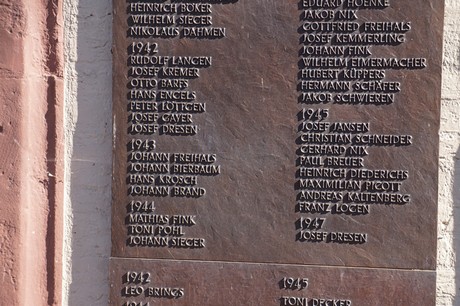 HEINRICH BÖKER
WILHELM SIEGER
NIKOLAUS DAHMEN
1942
RUDOLF LANGEN
JOSEF KREMER
OTTO BARFS
HANS ENGELS
PETER LÖTTGEN
JOSEF GAYER
JOSEF DRESEN
1943
JOHANN FREIHALS
JOHANN BIERBAUM
HANS KROSCH
JOHANN BRAND
1944
MATHIAS FINK
TONI POHL
JOHANN SIEGER
EDUARD HOENKE
JAKOB NIX
GOTTFRIED FREIHALS
JOSEF KEMMERLING
JOHANN FINK
WILHELM EIMERMACHER
HUBERT KÜPPERS
HERMANN SCHÄFER
JAKOB SCHWIEREN
1945
JOSEF JANSEN
CHRISTIAN SCHNEIDER
GERHARD NIX
PAUL BREUER
HEINRICH DIEDERICHS
MAXIMILIAN PICOTT
ANDREAS KALTENBERG
FRANZ LOGEN
1947
JOSEF DRESEN
1942
LEO BRINGS
1944
1945
TONI DECKER